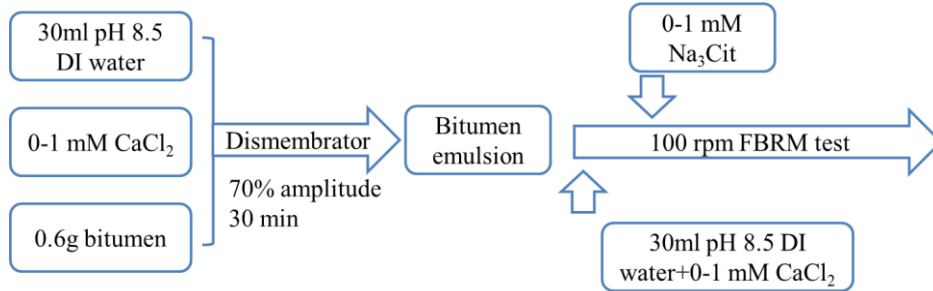 30ml pH 8.5
DI water
0-1 mM CaCl₂
0.6g bitumen
Dismembrator
70% amplitude
30 min
Bitumen
emulsion
0-1 mM
Na₃Cit
100 rpm FBRM test
30ml pH 8.5 DI
water+0-1 mM CaCl₂